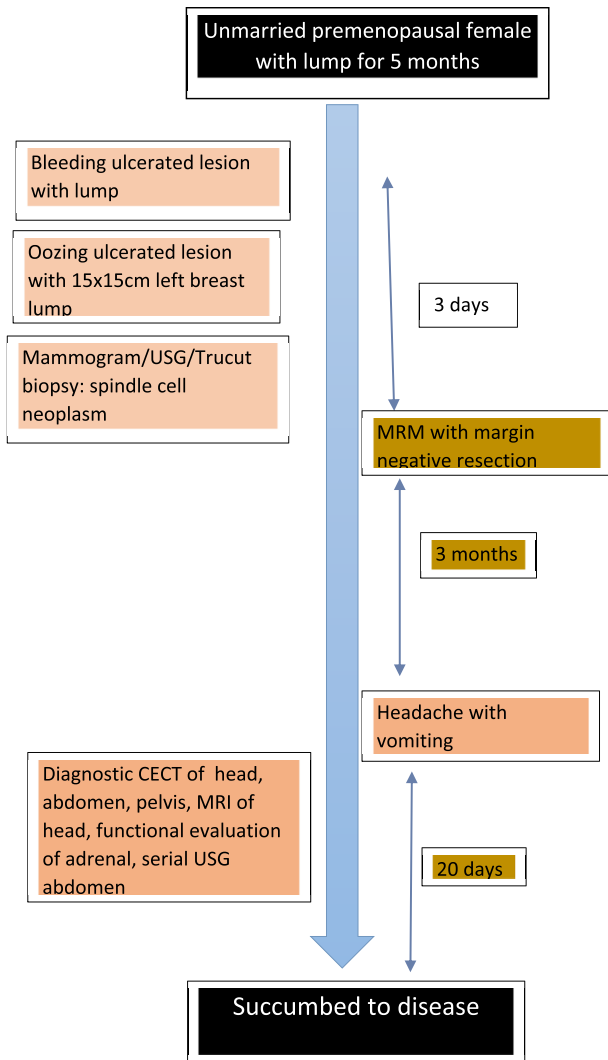 Unmarried premenopausal female
with lump for 5 months
Bleeding ulcerated lesion
with lump
Oozing ulcerated lesion
with 15x15cm left breast
lump
3 days
Mammogram/USG/Trucut
biopsy: spindle cell
neoplasm
MRM with margin
negative resection
3 months
Headache with
vomiting
Diagnostic CECT of head,
abdomen, pelvis, MRI of
head, functional evaluation
of adrenal, serial USG
abdomen
20 days
Succumbed to disease